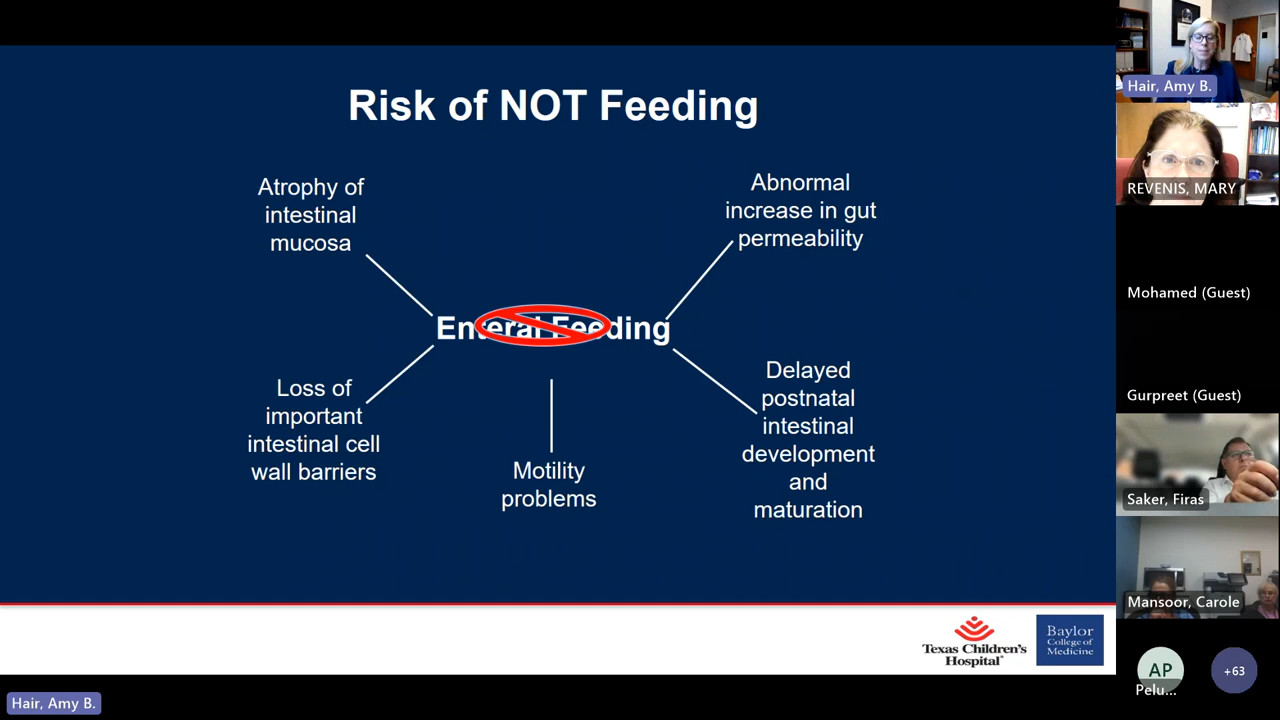 Risk of NOT Feeding
Atrophy of
intestinal
mucosa
Abnormal
increase in gut
permeability
Enteral Feeding
Loss of
important
intestinal cell
wall barriers
Motility
problems
Delayed
postnatal
intestinal
development
and
maturation
Texas Children's
Hospital
Baylor
College of
Medicine
Hair, Amy B.
Hair, Amy B.
REVENIS, MARY
Mohamed (Guest)
Gurpreet (Guest)
Saker, Firas
Mansoor, Carole
AP
Pelu...
+63